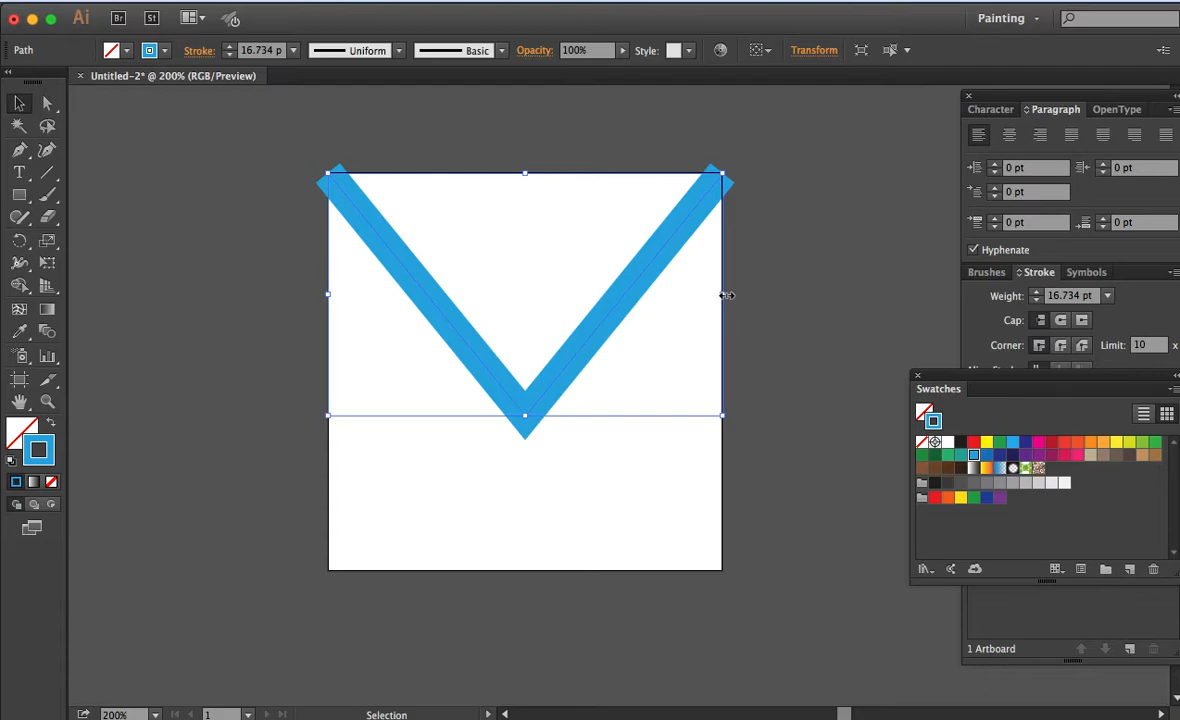 Ai Br St Painting
Path Stroke: 16.734 p Uniform Basic Opacity: 100% Style: Transform
× Untitled-2* @ 200% (RGB/Preview)
Character Paragraph OpenType
0 pt 0 pt
0 pt
0 pt 0 pt
Hyphenate
Brushes Stroke Symbols
Weight: 16.734 pt
Cap:
Corner: Limit: 10 x
Swatches
1 Artboard
200% 1 Selection